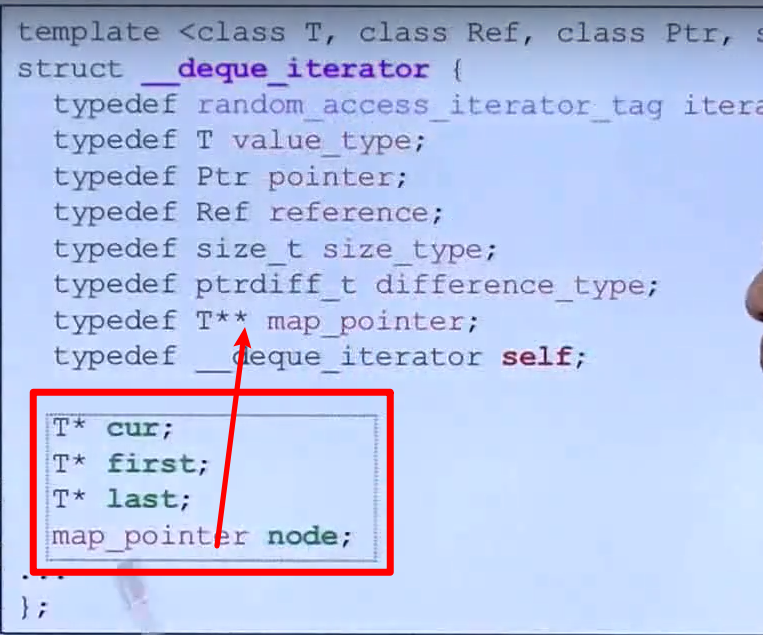 template <class T, class Ref, class Ptr,
struct __deque_iterator {
typedef random_access_iterator_tag
typedef T value_type;
typedef Ptr pointer;
typedef Ref reference;
typedef size_t size_type;
typedef ptrdiff_t difference_type;
typedef T** map_pointer;
typedef __deque_iterator self;
T* cur;
T* first;
T* last;
map_pointer node;
...
};